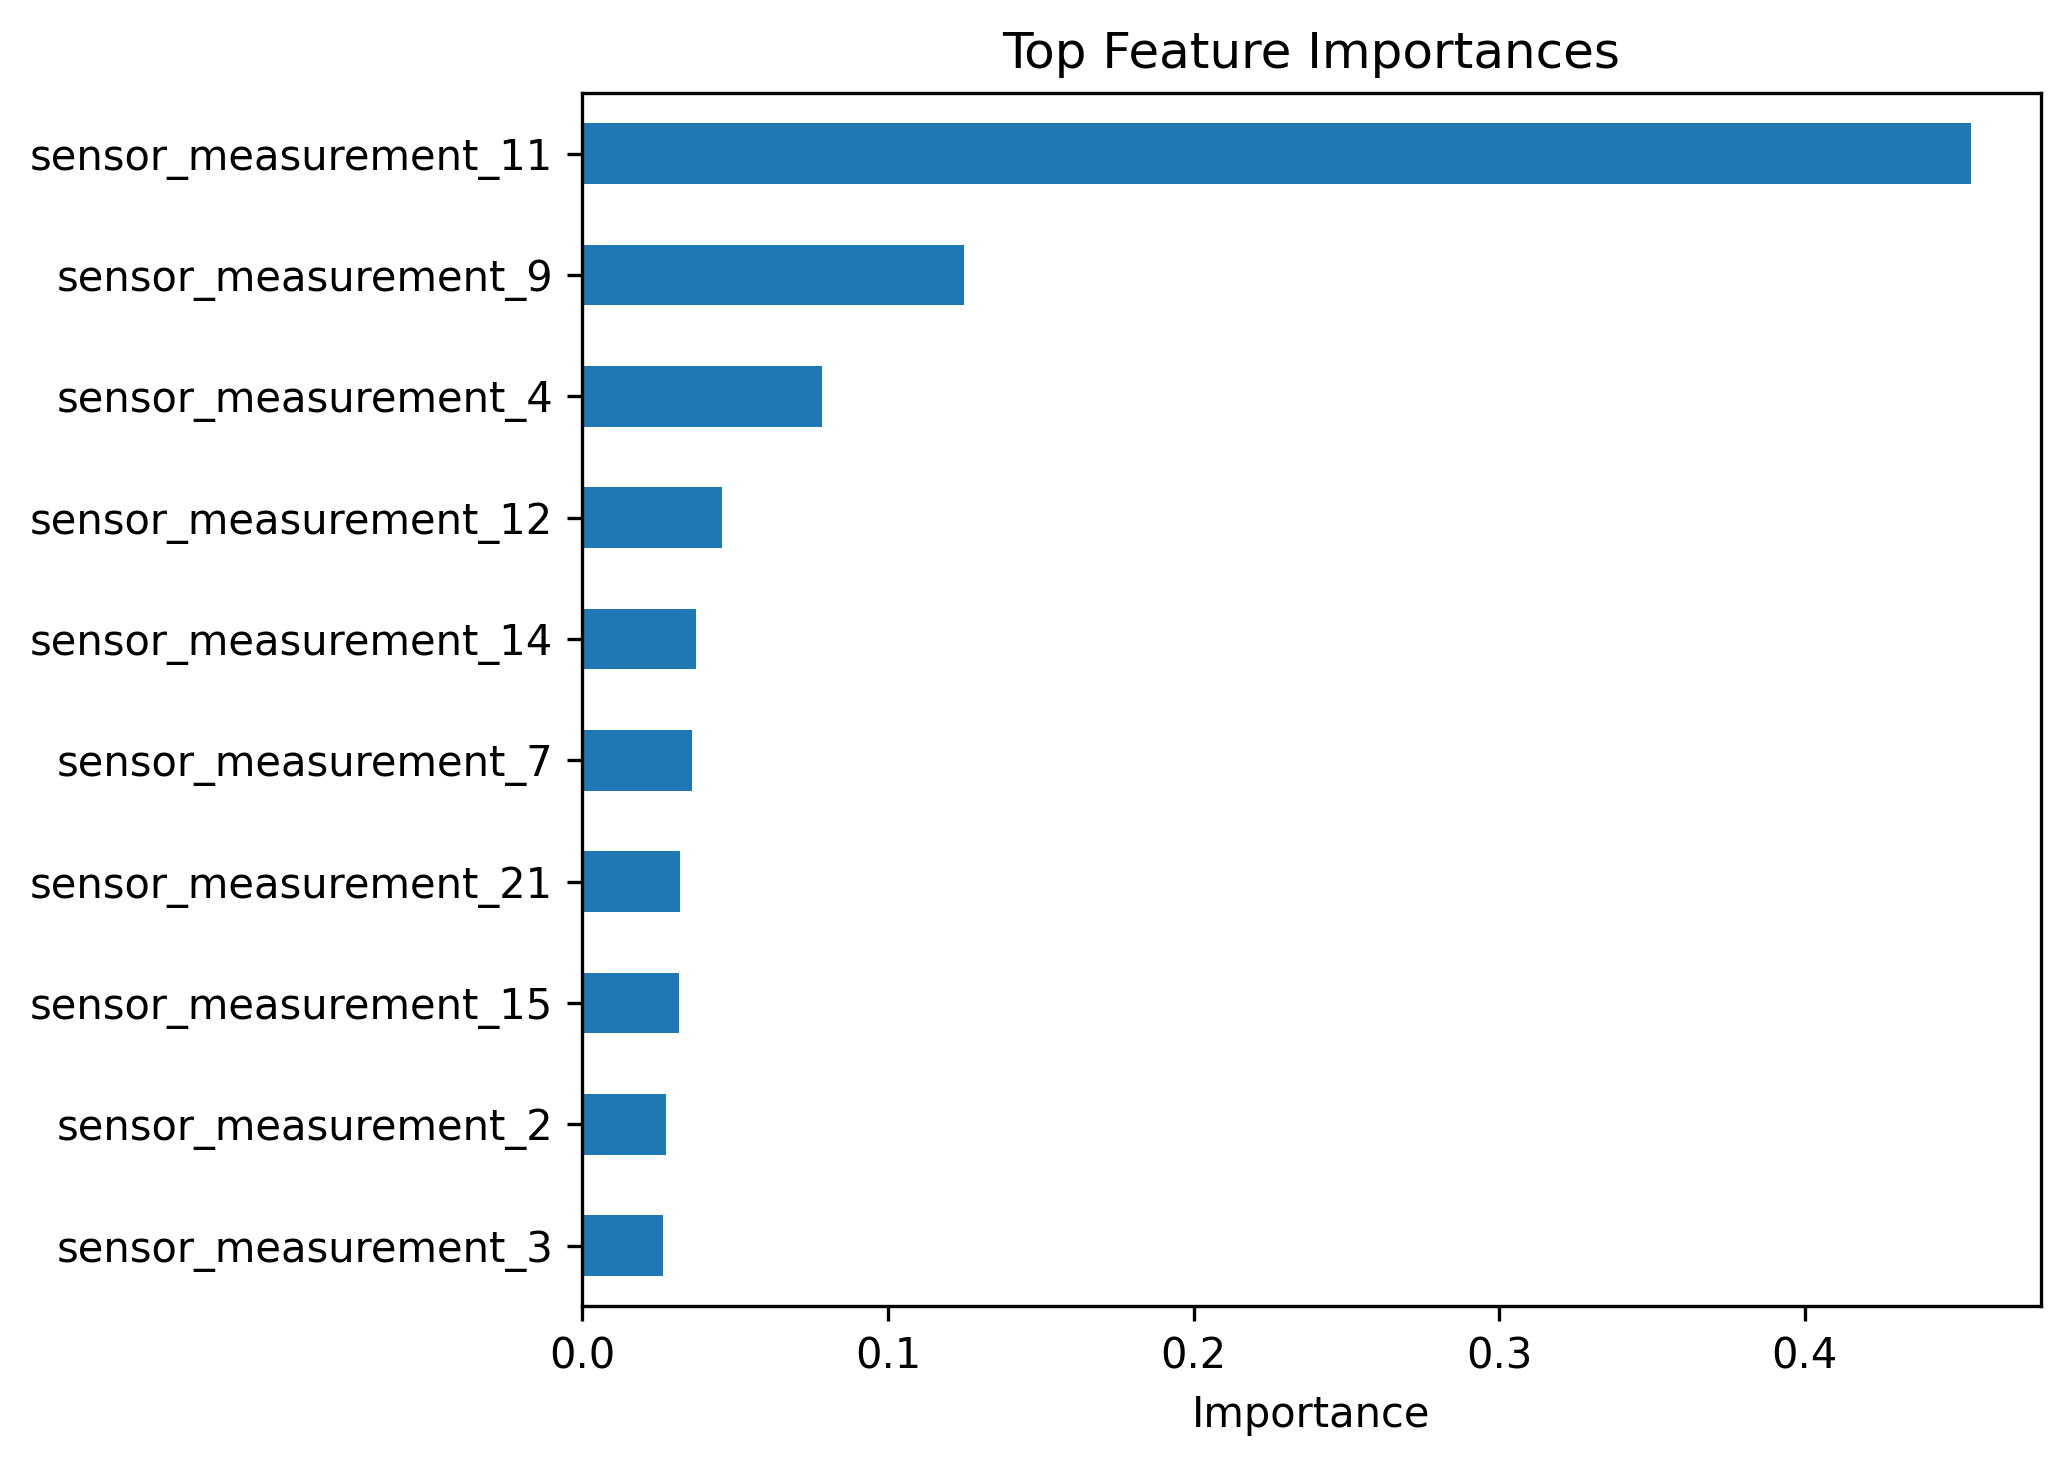 Top Feature Importances
sensor_measurement_11
sensor_measurement_9
sensor_measurement_4
sensor_measurement_12
sensor_measurement_14
sensor_measurement_7
sensor_measurement_21
sensor_measurement_15
sensor_measurement_2
sensor_measurement_3
0.0 0.1 0.2 0.3 0.4
Importance